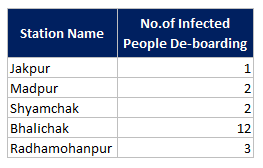 Station Name No.of Infected
People De-boarding
Jakpur 1
Madpur 2
Shyamchak 2
Bhalichak 12
Radhamohanpur 3